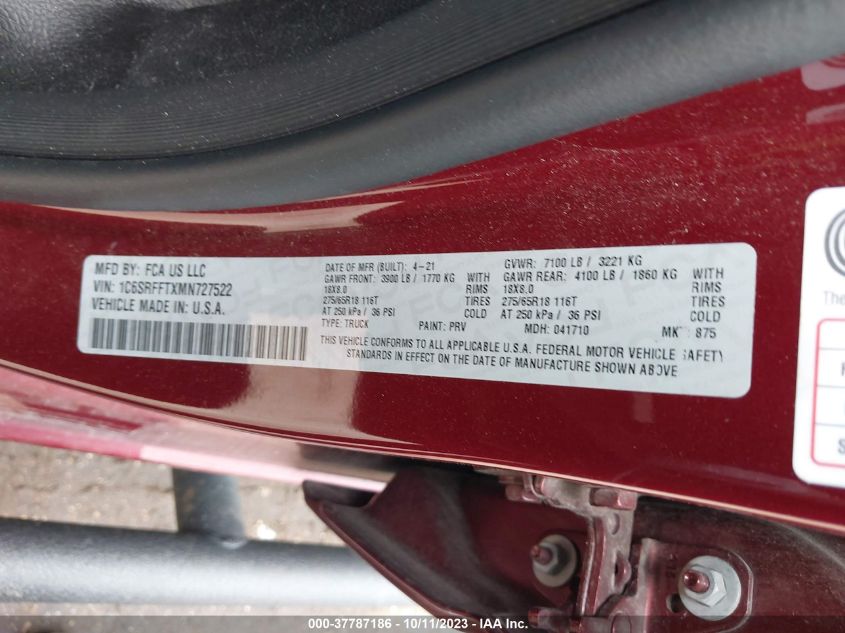 MFD BY: FCA US LLC
VIN: 1C6SRFFTXMN727522
VEHICLE MADE IN U.S.A.
DATE OF MFR (BUILT): 4-21 GVWR: 7100 LB / 3221 KG
GAWR FRONT: 3900 LB / 1770 KG WITH GAWR REAR: 4100 LB / 1860 KG WITH
18X8.0 RIMS 18X8.0 RIMS
275/65R18 116T TIRES 275/65R18 116T TIRES
AT 250 kPa / 36 PSI COLD AT 250 kPa / 36 PSI COLD
TYPE: TRUCK PAINT: PRV MDH: 041710 MK: 875
THIS VEHICLE CONFORMS TO ALL APPLICABLE U.S.A. FEDERAL MOTOR VEHICLE SAFETY
STANDARDS IN EFFECT ON THE DATE OF MANUFACTURE SHOWN ABOVE
The
000-37787186 - 10/11/2023 - IAA Inc.